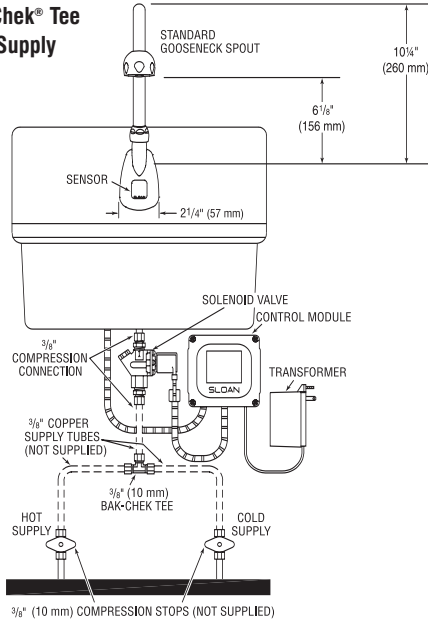 Chek® Tee
Supply
STANDARD
GOOSENECK SPOUT
10¼"
(260 mm)
6⅛"
(156 mm)
SENSOR
2¼" (57 mm)
SOLENOID VALVE
CONTROL MODULE
⅜"
COMPRESSION
CONNECTION
TRANSFORMER
SLOAN
⅜" COPPER
SUPPLY TUBES
(NOT SUPPLIED)
⅜" (10 mm)
BAK-CHEK TEE
HOT
SUPPLY
COLD
SUPPLY
⅜" (10 mm) COMPRESSION STOPS (NOT SUPPLIED)